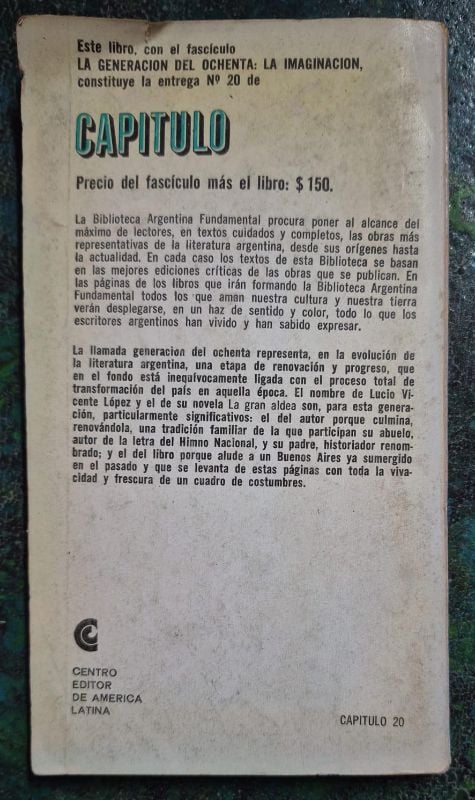 Este libro, con el fascículo
LA GENERACION DEL OCHENTA: LA IMAGINACION,
constituye la entrega Nº 20 de
CAPITULO
Precio del fascículo más el libro: $ 150.
La Biblioteca Argentina Fundamental procura poner al alcance del
máximo de lectores, en textos cuidados y completos, las obras más
representativas de la literatura argentina, desde sus orígenes hasta
la actualidad. En cada caso los textos de esta Biblioteca se basan
en las mejores ediciones críticas de las obras que se publican. En
las páginas de los libros que irán formando la Biblioteca Argentina
Fundamental todos los que aman nuestra cultura y nuestra tierra
verán desplegarse, en un haz de sentido y color, todo lo que los
escritores argentinos han vivido y han sabido expresar.
La llamada generación del ochenta representa, en la evolución de
la literatura argentina, una etapa de renovación y progreso, que
en el fondo está inequívocamente ligada con el proceso total de
transformación del país en aquella época. El nombre de Lucio Vi-
cente López y el de su novela La gran aldea son, para esta genera-
ción, particularmente significativos: el del autor porque culmina,
renovándola, una tradición familiar de la que participan su abuelo,
autor de la letra del Himno Nacional, y su padre, historiador renom-
brado; y el del libro porque alude a un Buenos Aires ya sumergido
en el pasado y que se levanta de estas páginas con toda la viva-
cidad y frescura de un cuadro de costumbres.
CENTRO
EDITOR
DE AMERICA
LATINA
CAPITULO 20